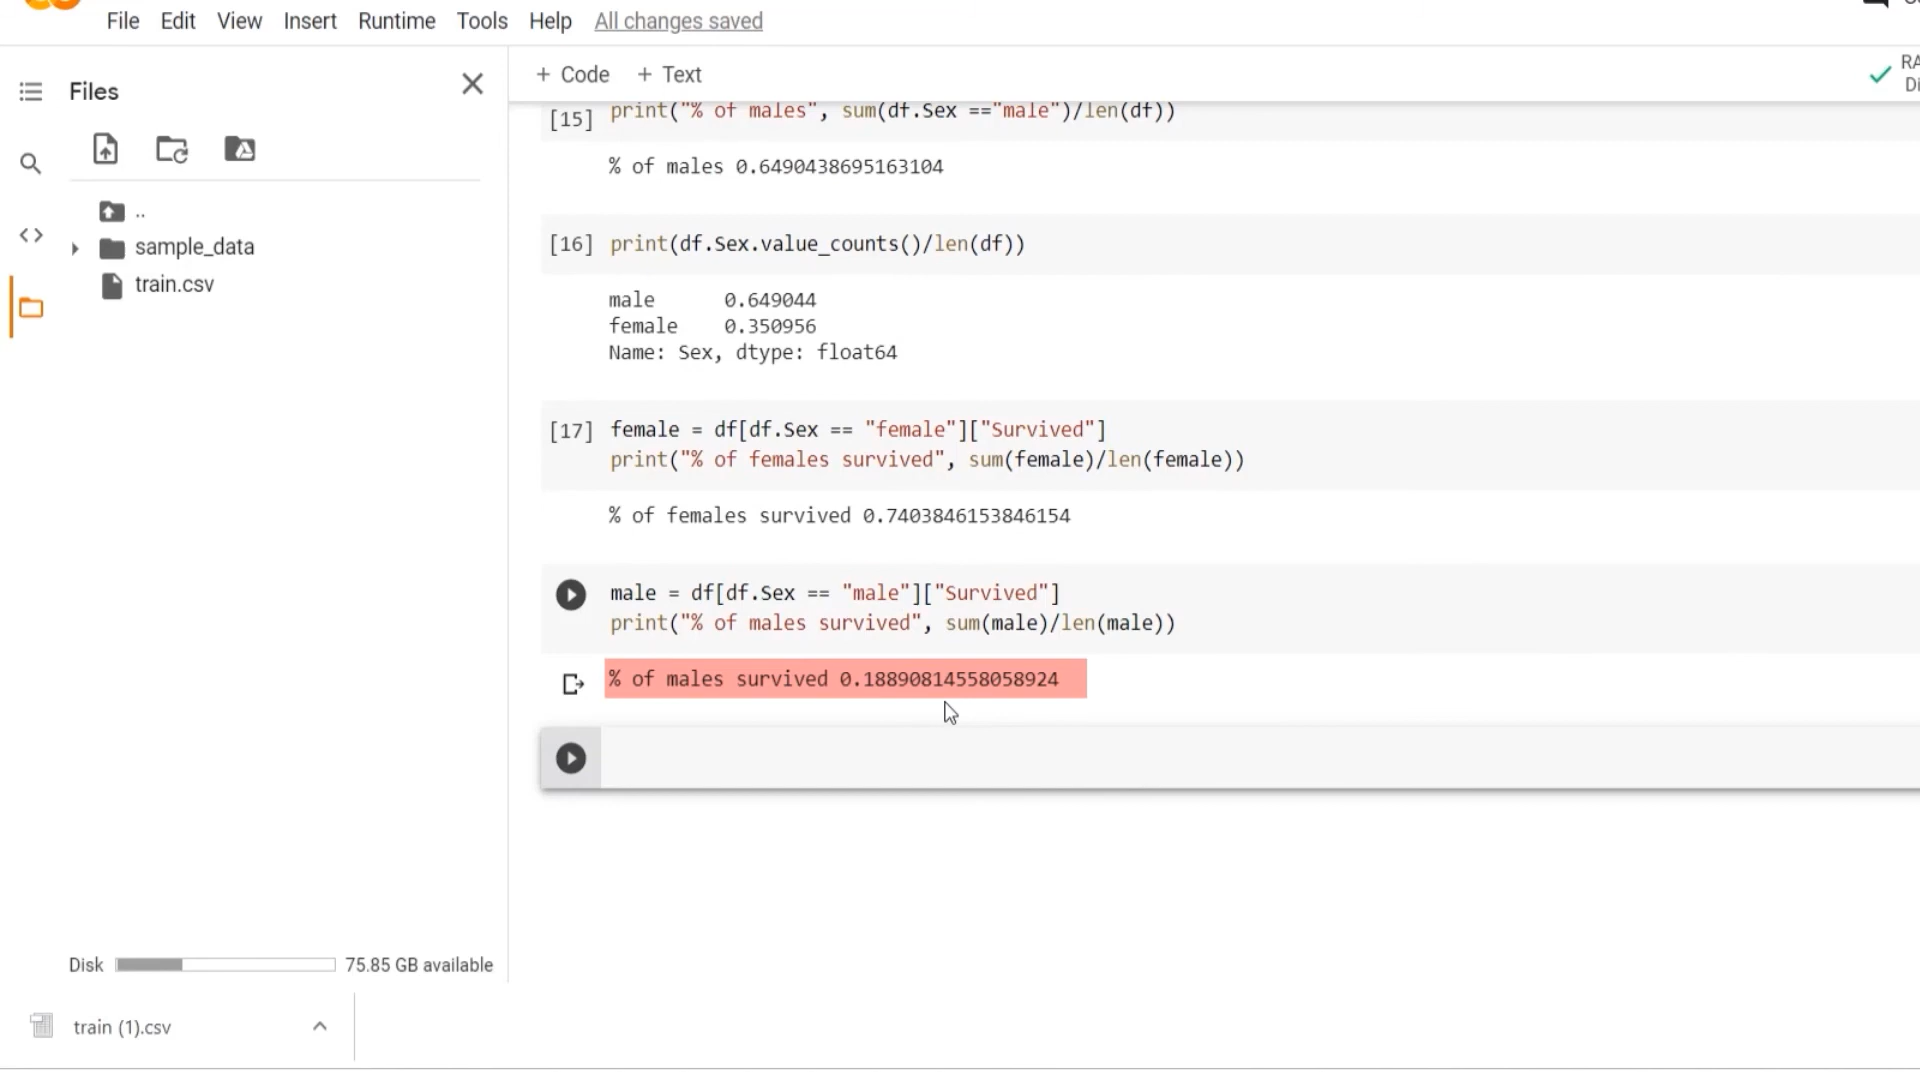 File Edit View Insert Runtime Tools Help All changes saved
Files
+ Code + Text
RA
Di
..
sample_data
train.csv
[15] print("% of males", sum(df.Sex =="male")/len(df))
% of males 0.6490438695163104
[16] print(df.Sex.value_counts()/len(df))
male 0.649044
female 0.350956
Name: Sex, dtype: float64
[17] female = df[df.Sex == "female"]["Survived"]
print("% of females survived", sum(female)/len(female))
% of females survived 0.7403846153846154
male = df[df.Sex == "male"]["Survived"]
print("% of males survived", sum(male)/len(male))
% of males survived 0.18890814558058924
Disk 75.85 GB available
train (1).csv